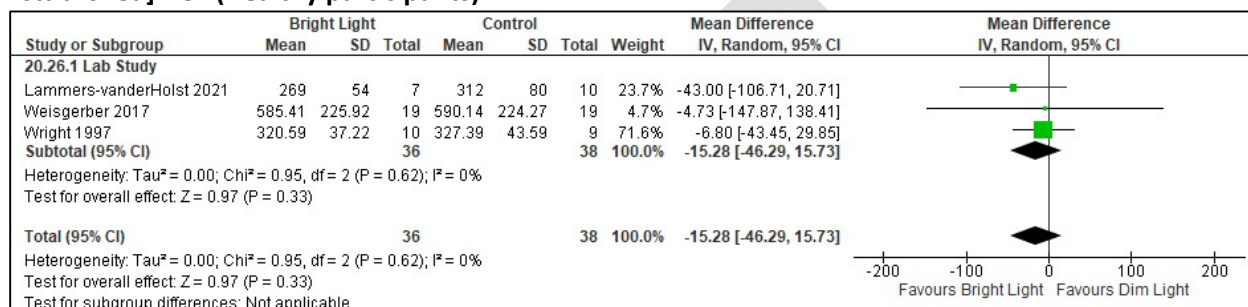 Bright Light Control Mean Difference Mean Difference
Study or Subgroup Mean SD Total Mean SD Total Weight IV, Random, 95% CI IV, Random, 95% CI
20.26.1 Lab Study
Lammers-vanderHolst 2021 269 54 7 312 80 10 23.7% -43.00 [-106.71, 20.71]
Weisgerber 2017 585.41 225.92 19 590.14 224.27 19 4.7% -4.73 [-147.87, 138.41]
Wright 1997 320.59 37.22 10 327.39 43.59 9 71.6% -6.80 [-43.45, 29.85]
Subtotal (95% CI) 36 38 100.0% -15.28 [-46.29, 15.73]
Heterogeneity: Tau² = 0.00; Chi² = 0.95, df = 2 (P = 0.62); I² = 0%
Test for overall effect: Z = 0.97 (P = 0.33)
Total (95% CI) 36 38 100.0% -15.28 [-46.29, 15.73]
Heterogeneity: Tau² = 0.00; Chi² = 0.95, df = 2 (P = 0.62); I² = 0%
Test for overall effect: Z = 0.97 (P = 0.33)
Test for subgroup differences: Not applicable
-200 -100 0 100 200
Favours Bright Light Favours Dim Light